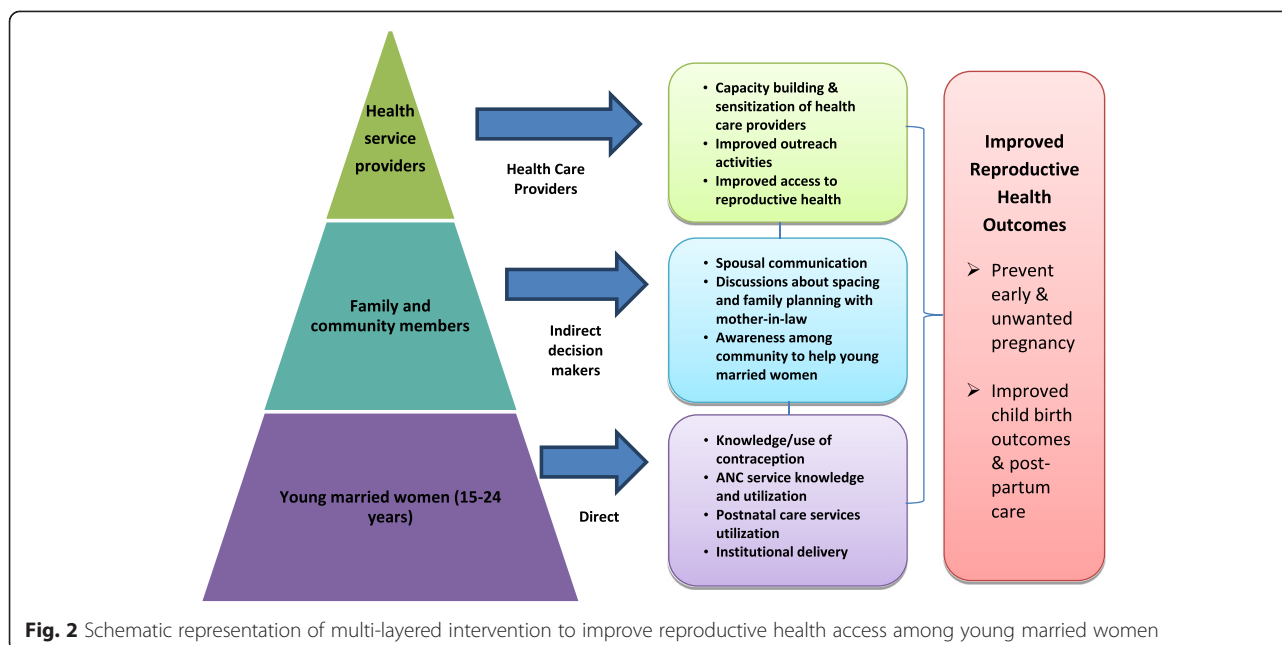 Health
service
providers
Health Care
Providers
• Capacity building &
sensitization of health
care providers
• Improved outreach
activities
• Improved access to
reproductive health
Family and
community members
Indirect
decision
makers
• Spousal communication
• Discussions about spacing
and family planning with
mother-in-law
• Awareness among
community to help young
married women
Young married women (15-24
years)
Direct
• Knowledge/use of
contraception
• ANC service knowledge
and utilization
• Postnatal care services
utilization
• Institutional delivery
Improved
Reproductive
Health
Outcomes
➢ Prevent
early &
unwanted
pregnancy
➢ Improved
child birth
outcomes
& post-
partum
care
Fig. 2 Schematic representation of multi-layered intervention to improve reproductive health access among young married women